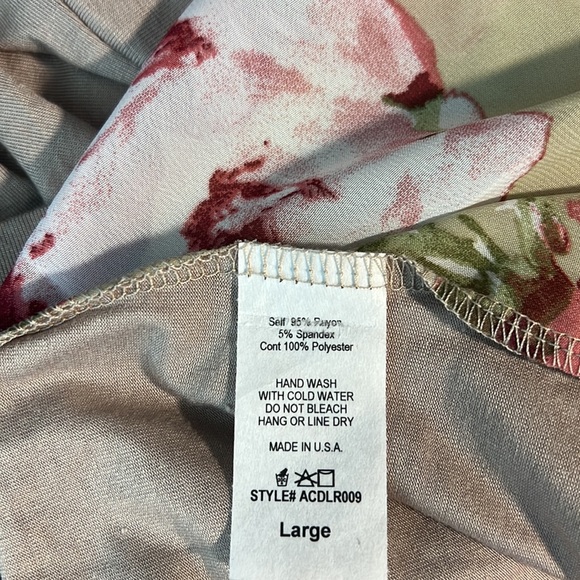 Self 95% Rayon
5% Spandex
Cont 100% Polyester
HAND WASH
WITH COLD WATER
DO NOT BLEACH
HANG OR LINE DRY
MADE IN U.S.A.
STYLE# ACDLR009
Large